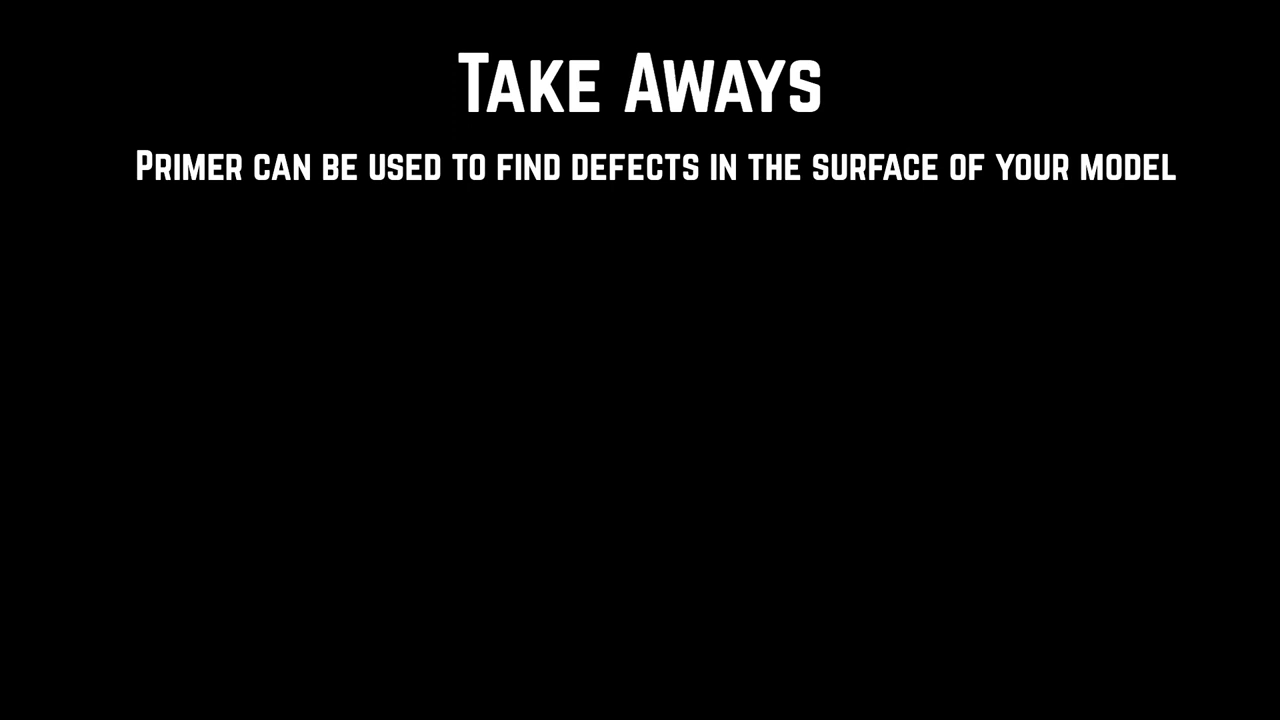 Take Aways
Primer can be used to find defects in the surface of your model